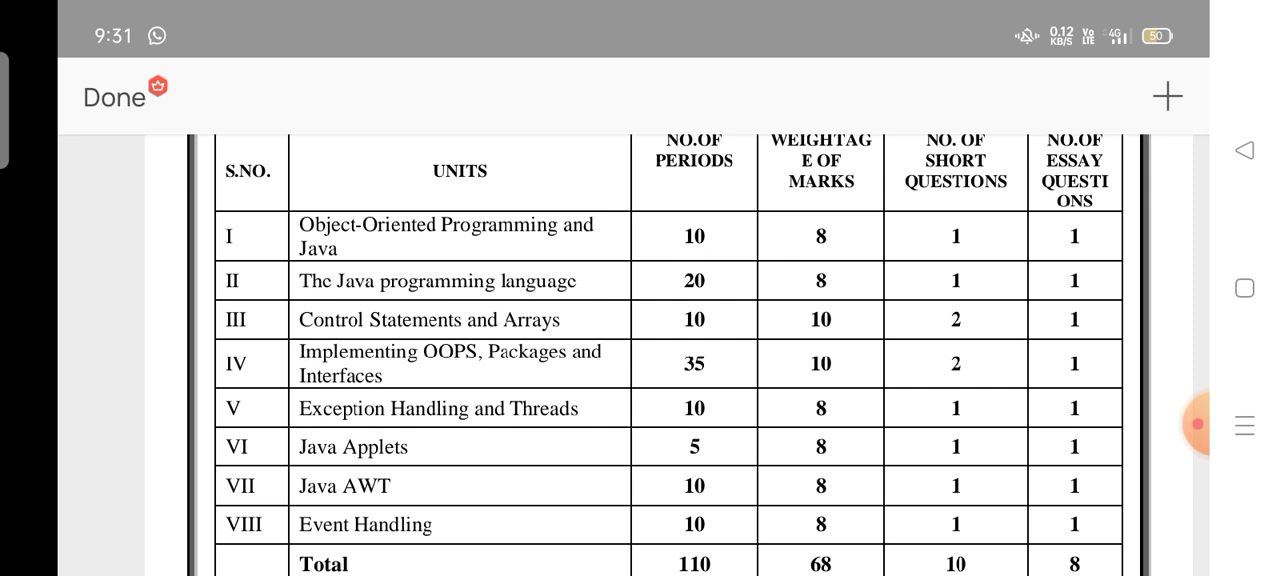 9:31
0.12 KB/S Vo LTE 4G 50
Done
S.NO. UNITS NO.OF PERIODS WEIGHTAG E OF MARKS NO. OF SHORT QUESTIONS NO.OF ESSAY QUESTI ONS
I Object-Oriented Programming and Java 10 8 1 1
II The Java programming language 20 8 1 1
III Control Statements and Arrays 10 10 2 1
IV Implementing OOPS, Packages and Interfaces 35 10 2 1
V Exception Handling and Threads 10 8 1 1
VI Java Applets 5 8 1 1
VII Java AWT 10 8 1 1
VIII Event Handling 10 8 1 1
Total 110 68 10 8